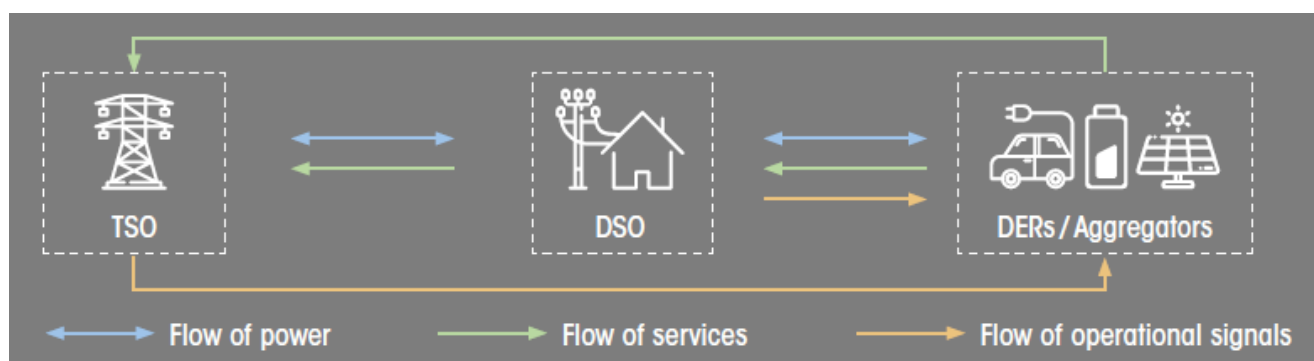 TSO
DSO
DERs / Aggregators
Flow of power
Flow of services
Flow of operational signals